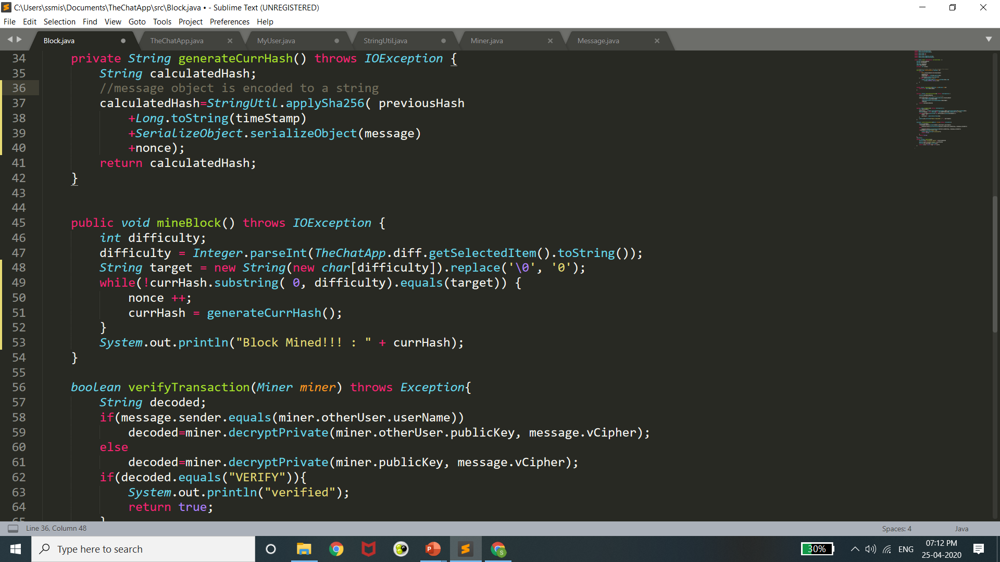 C:\Users\ssmis\Documents\TheChatApp\src\Block.java • - Sublime Text (UNREGISTERED)
File Edit Selection Find View Goto Tools Project Preferences Help
Block.java TheChatApp.java MyUser.java StringUtil.java Miner.java Message.java
34 private String generateCurrHash() throws IOException {
35 String calculatedHash;
36 //message object is encoded to a string
37 calculatedHash=StringUtil.applySha256( previousHash
38 +Long.toString(timeStamp)
39 +SerializeObject.serializeObject(message)
40 +nonce);
41 return calculatedHash;
42 }
43
44
45 public void mineBlock() throws IOException {
46 int difficulty;
47 difficulty = Integer.parseInt(TheChatApp.diff.getSelectedItem().toString());
48 String target = new String(new char[difficulty]).replace('\0', '0');
49 while(!currHash.substring( 0, difficulty).equals(target)) {
50 nonce ++;
51 currHash = generateCurrHash();
52 }
53 System.out.println("Block Mined!!! : " + currHash);
54 }
55
56 boolean verifyTransaction(Miner miner) throws Exception{
57 String decoded;
58 if(message.sender.equals(miner.otherUser.userName))
59 decoded=miner.decryptPrivate(miner.otherUser.publicKey, message.vCipher);
60 else
61 decoded=miner.decryptPrivate(miner.publicKey, message.vCipher);
62 if(decoded.equals("VERIFY")){
63 System.out.println("verified");
64 return true;
65 }
Line 36, Column 48 Spaces: 4 Java
Type here to search 30% ENG 07:12 PM
25-04-2020